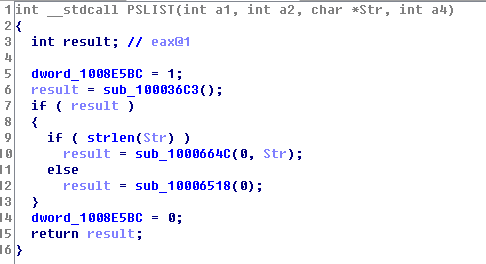 1 int __stdcall PSLIST(int a1, int a2, char *Str, int a4)
2 {
3 int result; // eax@1
4
5 dword_1008E5BC = 1;
6 result = sub_100036C3();
7 if ( result )
8 {
9 if ( strlen(Str) )
10 result = sub_1000664C(0, Str);
11 else
12 result = sub_10006518(0);
13 }
14 dword_1008E5BC = 0;
15 return result;
16 }